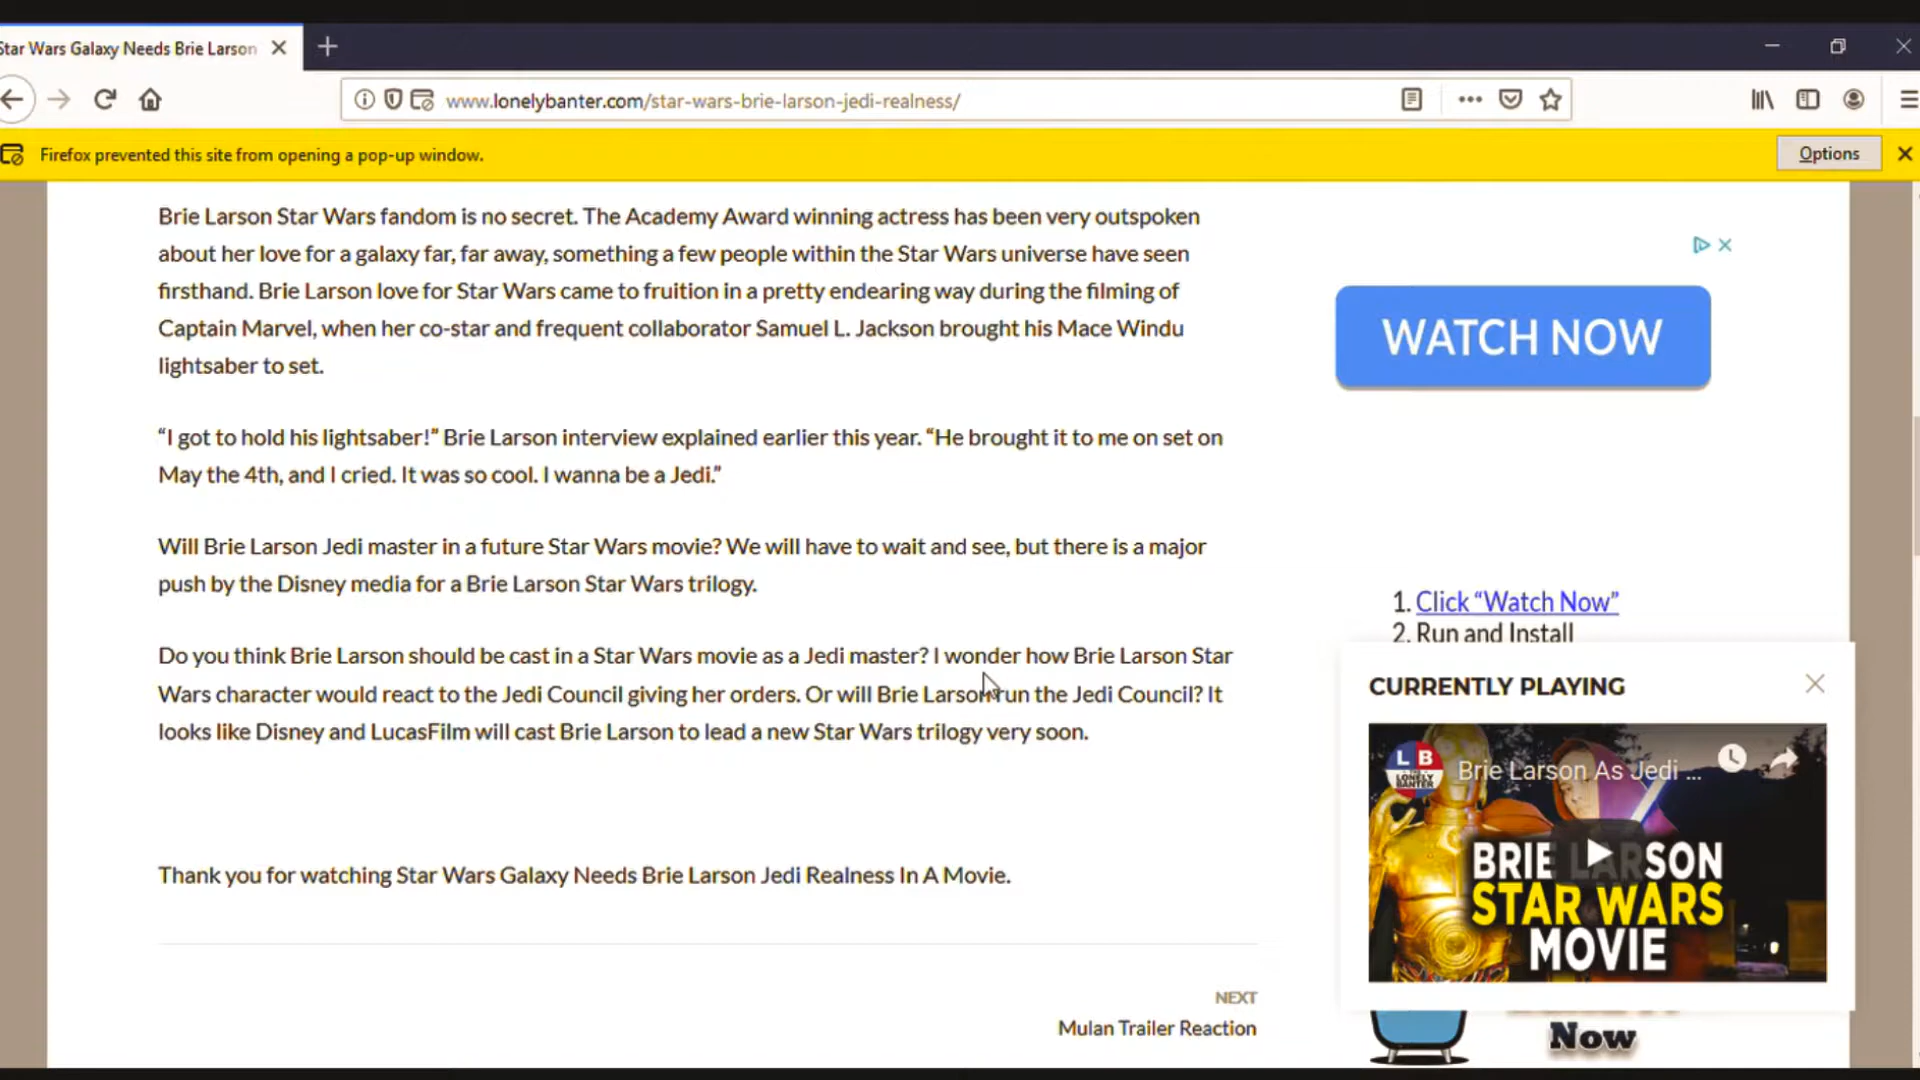 Star Wars Galaxy Needs Brie Larson
www.lonelybanter.com/star-wars-brie-larson-jedi-realness/
Firefox prevented this site from opening a pop-up window.
Options
Brie Larson Star Wars fandom is no secret. The Academy Award winning actress has been very outspoken
about her love for a galaxy far, far away, something a few people within the Star Wars universe have seen
firsthand. Brie Larson love for Star Wars came to fruition in a pretty endearing way during the filming of
Captain Marvel, when her co-star and frequent collaborator Samuel L. Jackson brought his Mace Windu
lightsaber to set.
“I got to hold his lightsaber!” Brie Larson interview explained earlier this year. “He brought it to me on set on
May the 4th, and I cried. It was so cool. I wanna be a Jedi.”
Will Brie Larson Jedi master in a future Star Wars movie? We will have to wait and see, but there is a major
push by the Disney media for a Brie Larson Star Wars trilogy.
Do you think Brie Larson should be cast in a Star Wars movie as a Jedi master? I wonder how Brie Larson Star
Wars character would react to the Jedi Council giving her orders. Or will Brie Larson run the Jedi Council? It
looks like Disney and LucasFilm will cast Brie Larson to lead a new Star Wars trilogy very soon.
Thank you for watching Star Wars Galaxy Needs Brie Larson Jedi Realness In A Movie.
NEXT
Mulan Trailer Reaction
WATCH NOW
1. Click “Watch Now”
2. Run and Install
CURRENTLY PLAYING
L B
THE LONELY
BANTER
Brie Larson As Jedi ...
BRIE LARSON
STAR WARS
MOVIE
Now